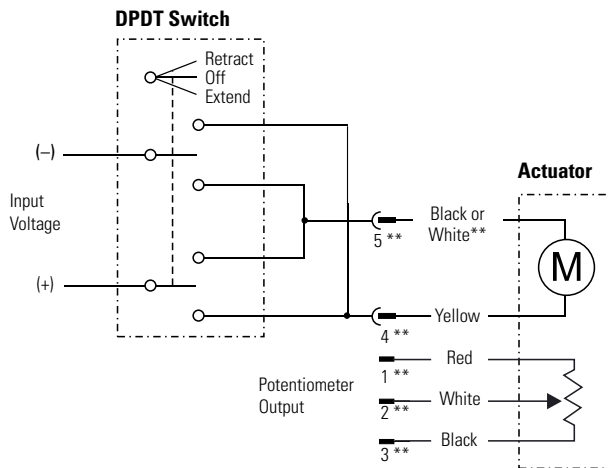 DPDT Switch
Retract
Off
Extend
(–)
Input
Voltage
(+)
Actuator
Black or
White**
5 **
M
Yellow
4 **
Potentiometer
Output
Red
1 **
White
2 **
Black
3 **